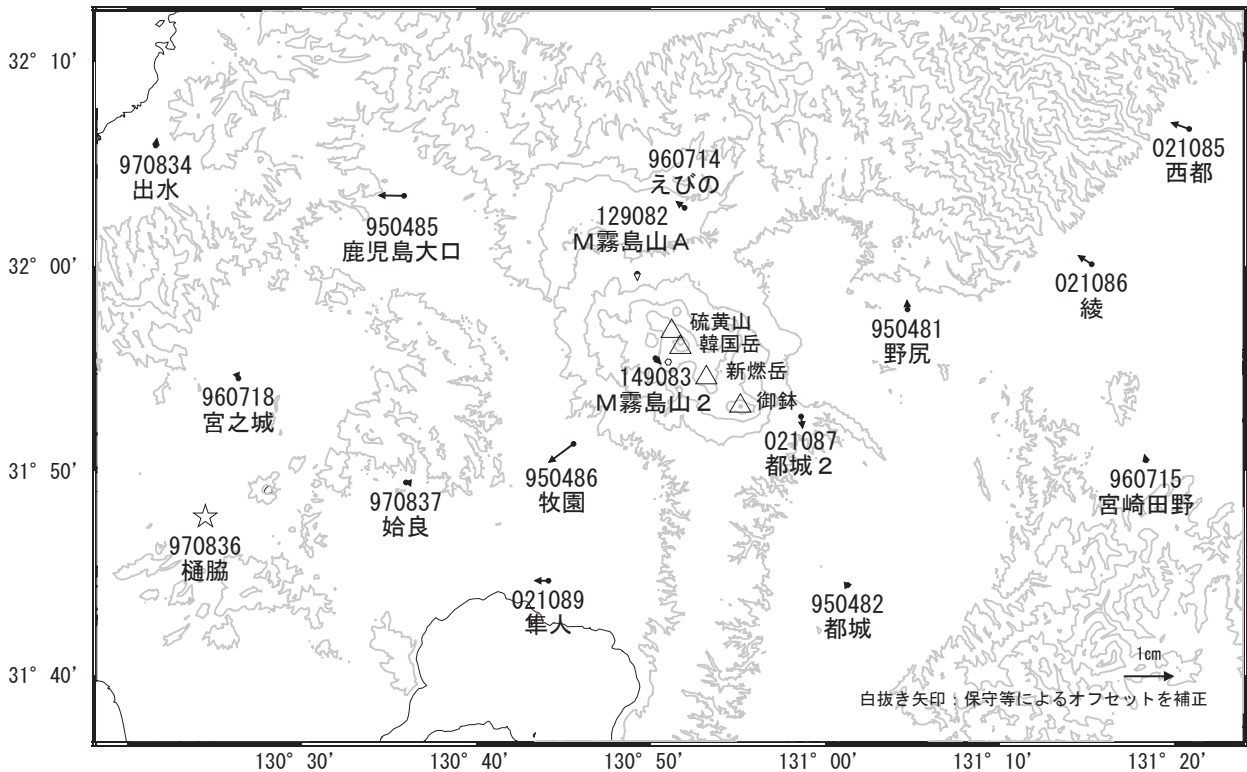 32° 10′
970834
出水
950485
鹿児島大口
960714
えびの
129082
Ｍ霧島山Ａ
021085
西都
32° 00′
021086
綾
950481
野尻
硫黄山
韓国岳
新燃岳
御鉢
149083
Ｍ霧島山２
960718
宮之城
021087
都城２
31° 50′
950486
牧園
970837
姶良
960715
宮崎田野
970836
樋脇
021089
隼人
950482
都城
31° 40′
1cm
白抜き矢印：保守等によるオフセットを補正
130° 30′
130° 40′
130° 50′
131° 00′
131° 10′
131° 20′